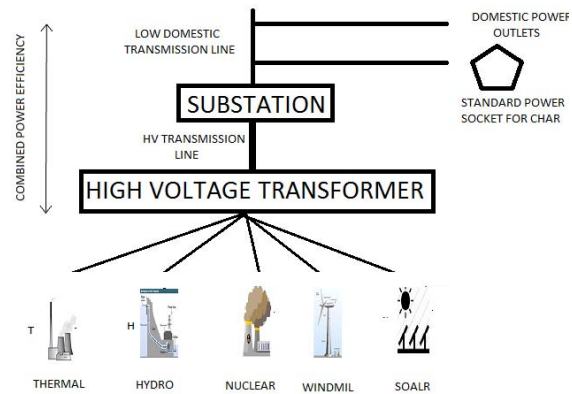 DOMESTIC POWER
OUTLETS
LOW DOMESTIC
TRANSMISSION LINE
STANDARD POWER
SOCKET FOR CHAR
SUBSTATION
COMBINED POWER EFFICIENCY
HV TRANSMISSION
LINE
HIGH VOLTAGE TRANSFORMER
T
H
THERMAL
HYDRO
NUCLEAR
WINDMIL
SOALR